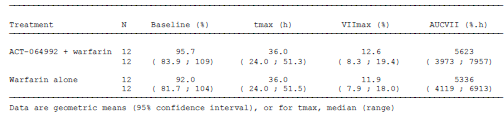 Treatment N Baseline (%) tmax (h) VIImax (%) AUCVII (%.h)
ACT-064992 + warfarin 12 95.7 36.0 12.6 5623
12 ( 83.9 ; 109) ( 24.0 ; 51.3) ( 8.3 ; 19.4) ( 3973 ; 7957)
Warfarin alone 12 92.0 36.0 11.9 5336
12 ( 81.7 ; 104) ( 24.0 ; 51.5) ( 7.9 ; 18.0) ( 4119 ; 6913)
Data are geometric means (95% confidence interval), or for tmax, median (range)